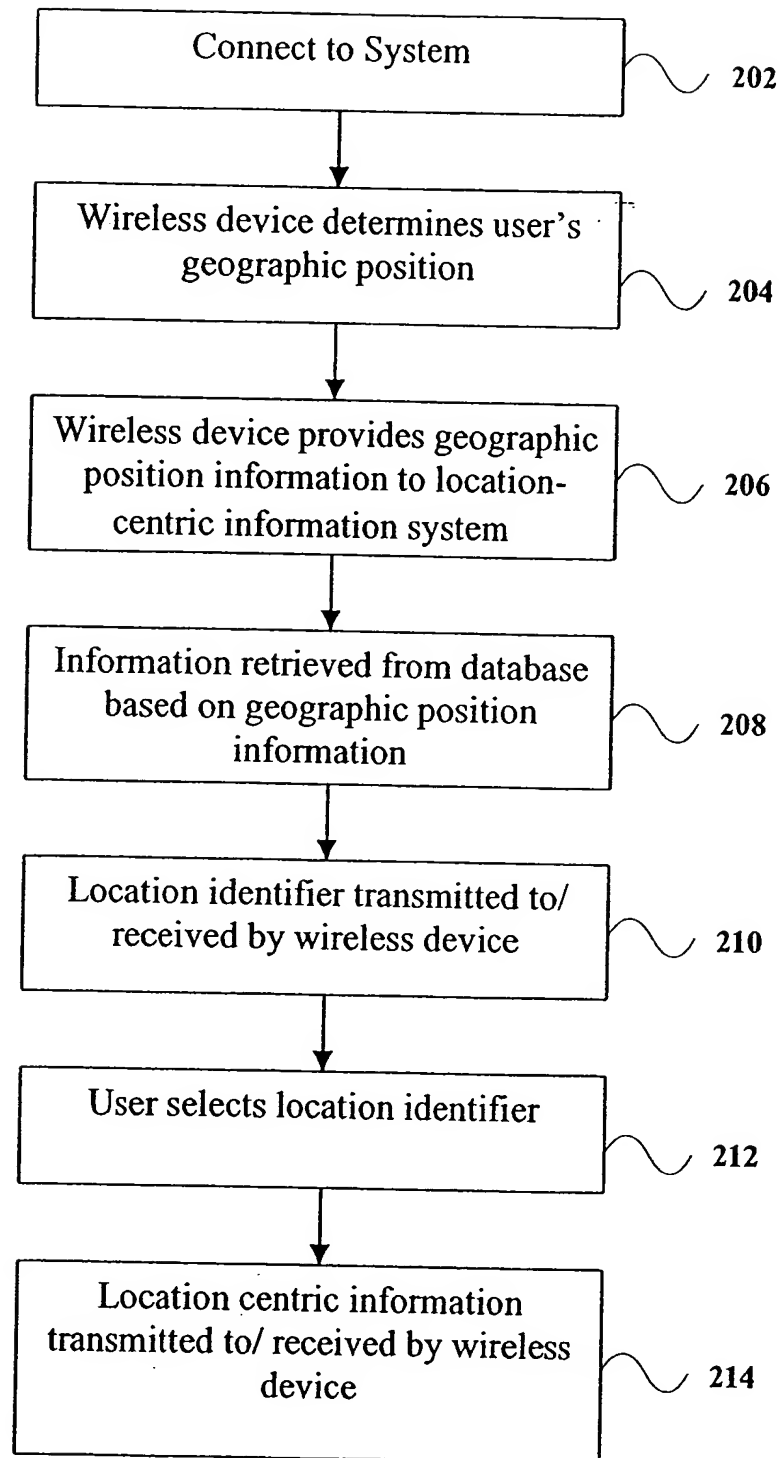 Connect to System
202
Wireless device determines user's
geographic position
204
Wireless device provides geographic
position information to location-
centric information system
206
Information retrieved from database
based on geographic position
information
208
Location identifier transmitted to/
received by wireless device
210
User selects location identifier
212
Location centric information
transmitted to/ received by wireless
device
214